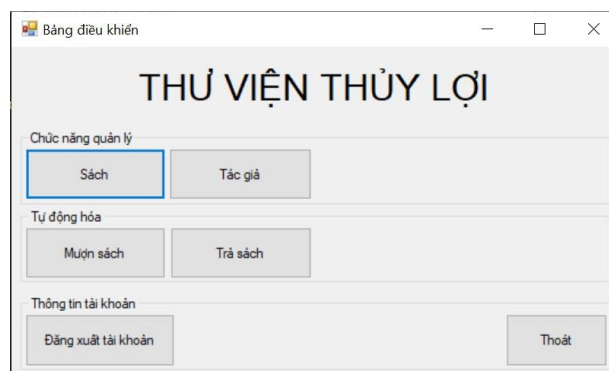 Bảng điều khiển
THƯ VIỆN THỦY LỢI
Chức năng quản lý
Sách Tác giả
Tự động hóa
Mượn sách Trả sách
Thông tin tài khoản
Đăng xuất tài khoản Thoát